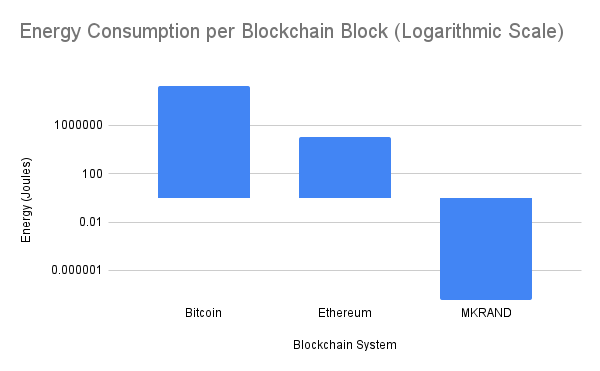 Energy Consumption per Blockchain Block (Logarithmic Scale)
1000000
100
0.01
0.000001
Energy (Joules)
Bitcoin
Ethereum
MKRAND
Blockchain System